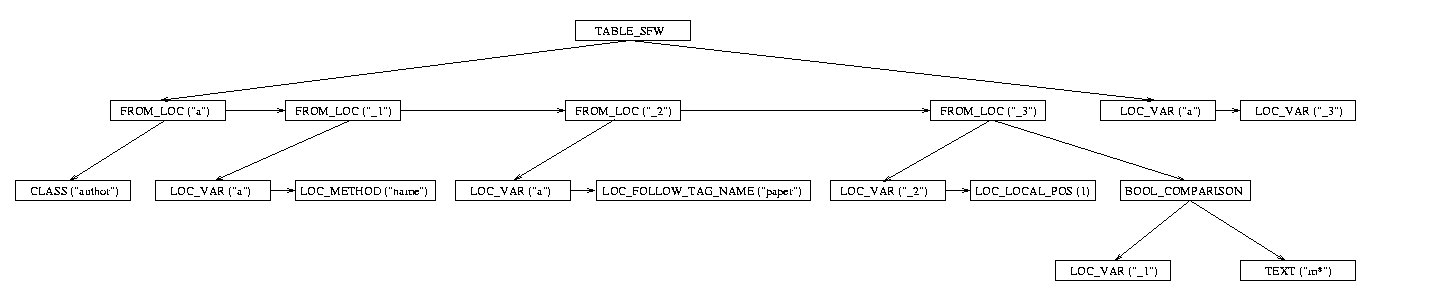 TABLE_SFW
FROM_LOC ("a")
FROM_LOC ("_1")
FROM_LOC ("_2")
FROM_LOC ("_3")
LOC_VAR ("a")
LOC_VAR ("_3")
CLASS ("author")
LOC_VAR ("a")
LOC_METHOD ("name")
LOC_VAR ("a")
LOC_FOLLOW_TAG_NAME ("paper")
LOC_VAR ("_2")
LOC_LOCAL_POS (1)
BOOL_COMPARISON
LOC_VAR ("_1")
TEXT ("m*")